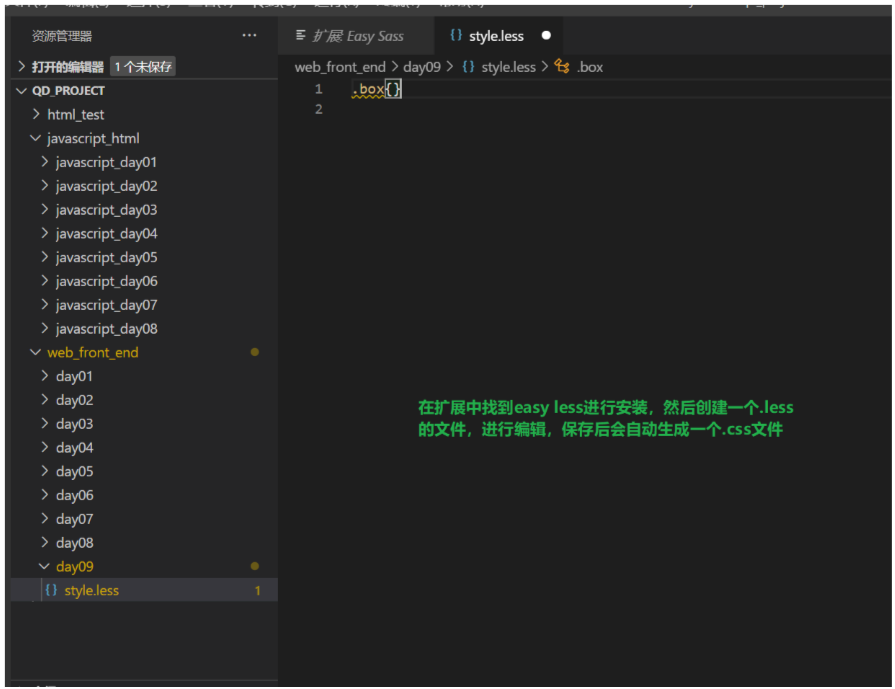 资源管理器
···
扩展 Easy Sass
{} style.less
打开的编辑器 1 个未保存
web_front_end > day09 > {} style.less > .box
QD_PROJECT
1 .box{}
2
html_test
javascript_html
javascript_day01
javascript_day02
javascript_day03
javascript_day04
javascript_day05
javascript_day06
javascript_day07
javascript_day08
web_front_end
day01
day02
day03
day04
day05
day06
day07
day08
day09
{} style.less 1
在扩展中找到easy less进行安装，然后创建一个.less
的文件，进行编辑，保存后会自动生成一个.css文件